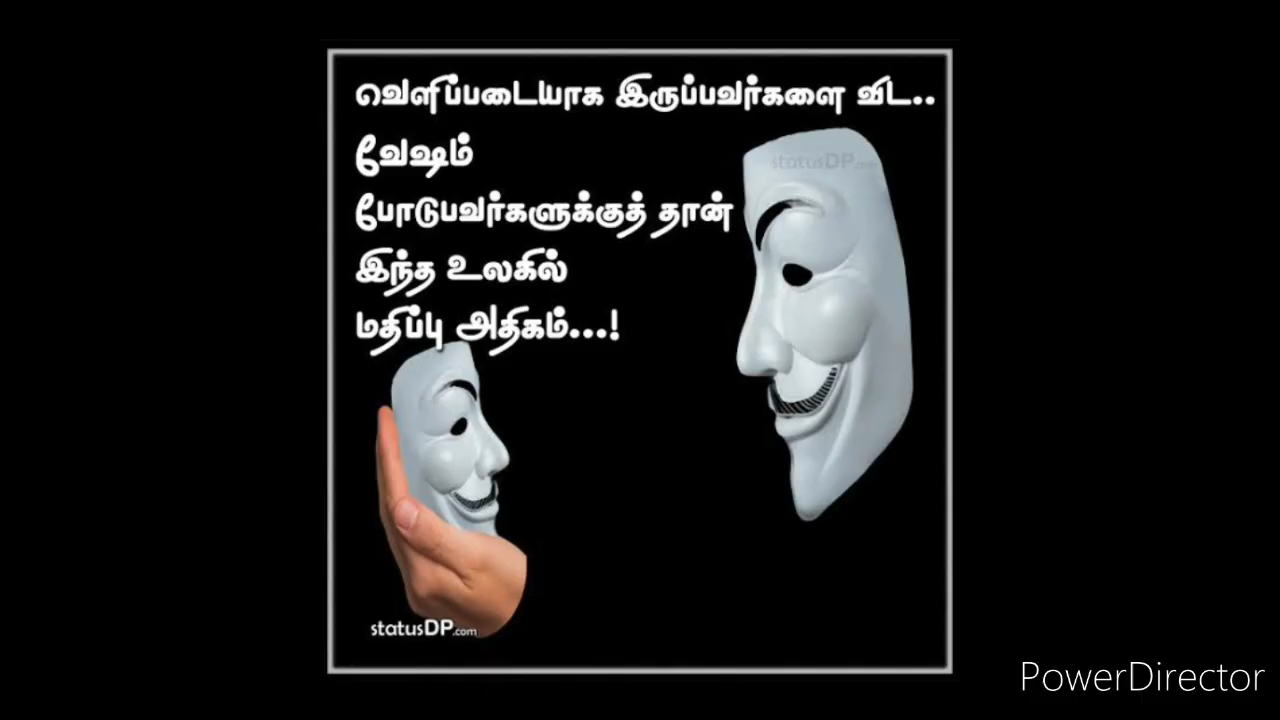 வெளிப்படையாக இருப்பவர்களை விட..
வேஷம்
போடுபவர்களுக்குத் தான்
இந்த உலகில்
மதிப்பு அதிகம்...!
statusDP.com
statusDP.com
PowerDirector